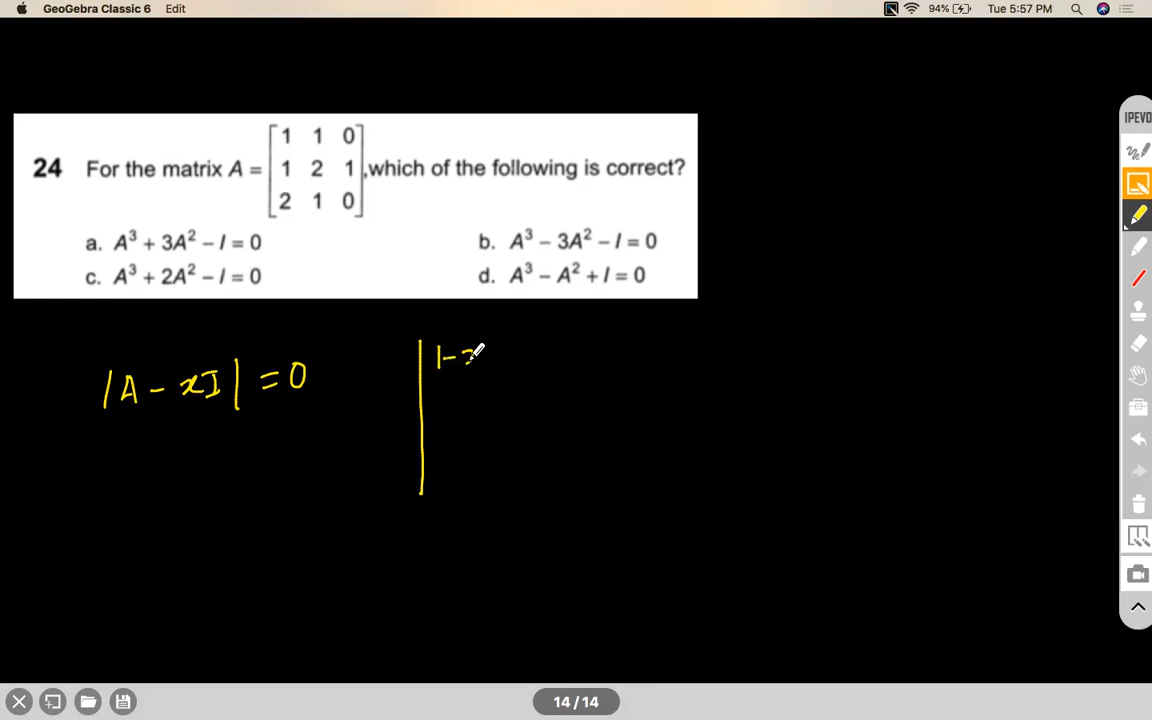 GeoGebra Classic 6 Edit 94% Tue 5:57 PM
IPEVO
24 For the matrix A = [1 1 0
1 2 1
2 1 0] ,which of the following is correct?
a. A³ + 3A² – I = 0 b. A³ – 3A² – I = 0
c. A³ + 2A² – I = 0 d. A³ – A² + I = 0
|A - xI| = 0
| 1-
14 / 14